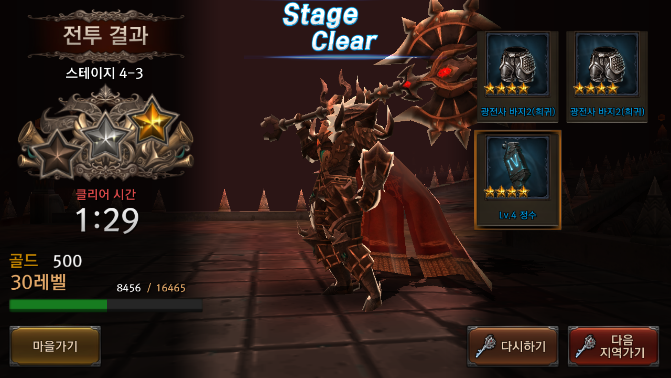 전투 결과
스테이지 4-3
클리어 시간
1:29
골드 500
30레벨 8456 / 16465
마을가기
Stage
Clear
광전사 바지2(희귀)
광전사 바지2(희귀)
Lv.4 정수
다시하기
다음
지역가기